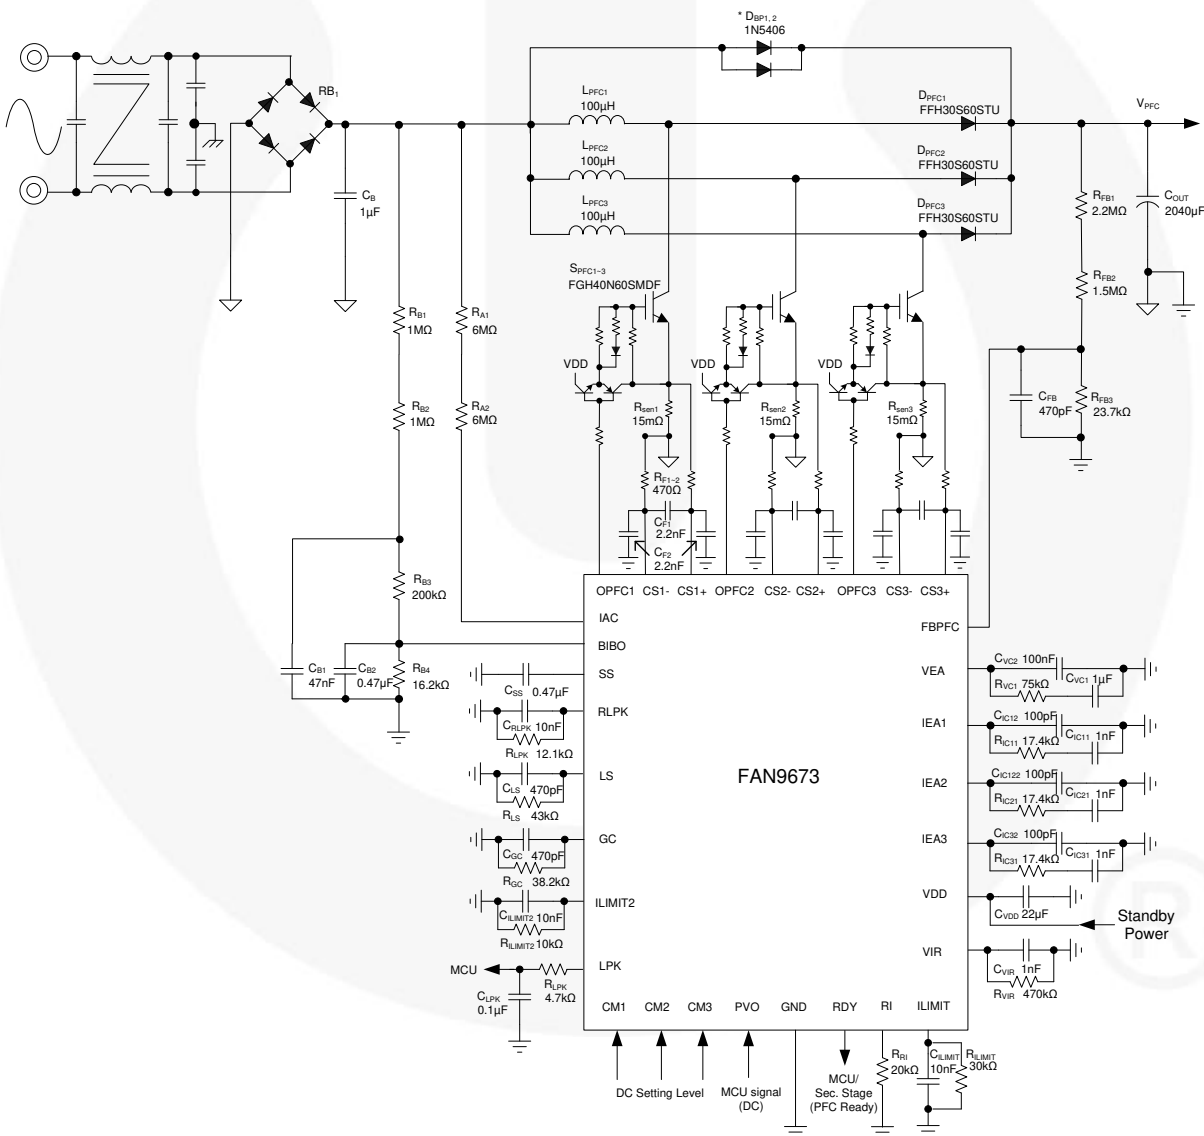 * DBP1, 2
1N5406
RB1
LPFC1
100µH
DPFC1
FFH30S60STU
VPFC
LPFC2
100µH
DPFC2
FFH30S60STU
LPFC3
100µH
DPFC3
FFH30S60STU
CB
1µF
RFB1
2.2MΩ
COUT
2040µF
SPFC1~3
FGH40N60SMDF
RFB2
1.5MΩ
RB1
1MΩ
RA1
6MΩ
VDD
VDD
VDD
RB2
1MΩ
RA2
6MΩ
Rsen1
15mΩ
Rsen2
15mΩ
Rsen3
15mΩ
CFB
470pF
RFB3
23.7kΩ
RF1~2
470Ω
CF1
2.2nF
CF2
2.2nF
OPFC1 CS1- CS1+ OPFC2 CS2- CS2+ OPFC3 CS3- CS3+
RB3
200kΩ
IAC
FBPFC
BIBO
CB1
47nF
CB2
0.47µF
RB4
16.2kΩ
SS
CSS 0.47µF
VEA
CVC2 100nF
RVC1 75kΩ
CVC1 1µF
RLPK
CRLPK 10nF
RLPK 12.1kΩ
IEA1
CIC12 100pF
RIC11 17.4kΩ
CIC11 1nF
LS
CLS 470pF
RLS 43kΩ
FAN9673
IEA2
CIC122 100pF
RIC21 17.4kΩ
CIC21 1nF
GC
CGC 470pF
RGC 38.2kΩ
IEA3
CIC32 100pF
RIC31 17.4kΩ
CIC31 1nF
ILIMIT2
CILIMIT2 10nF
RILIMIT2 10kΩ
VDD
CVDD 22µF
Standby
Power
LPK
MCU
RLPK
4.7kΩ
CLPK
0.1µF
VIR
CVIR 1nF
RVIR 470kΩ
CM1 CM2 CM3 PVO GND RDY RI ILIMIT
DC Setting Level
MCU signal
(DC)
MCU/
Sec. Stage
(PFC Ready)
RRI
20kΩ
CILIMIT
10nF
RILIMIT
30kΩ
®